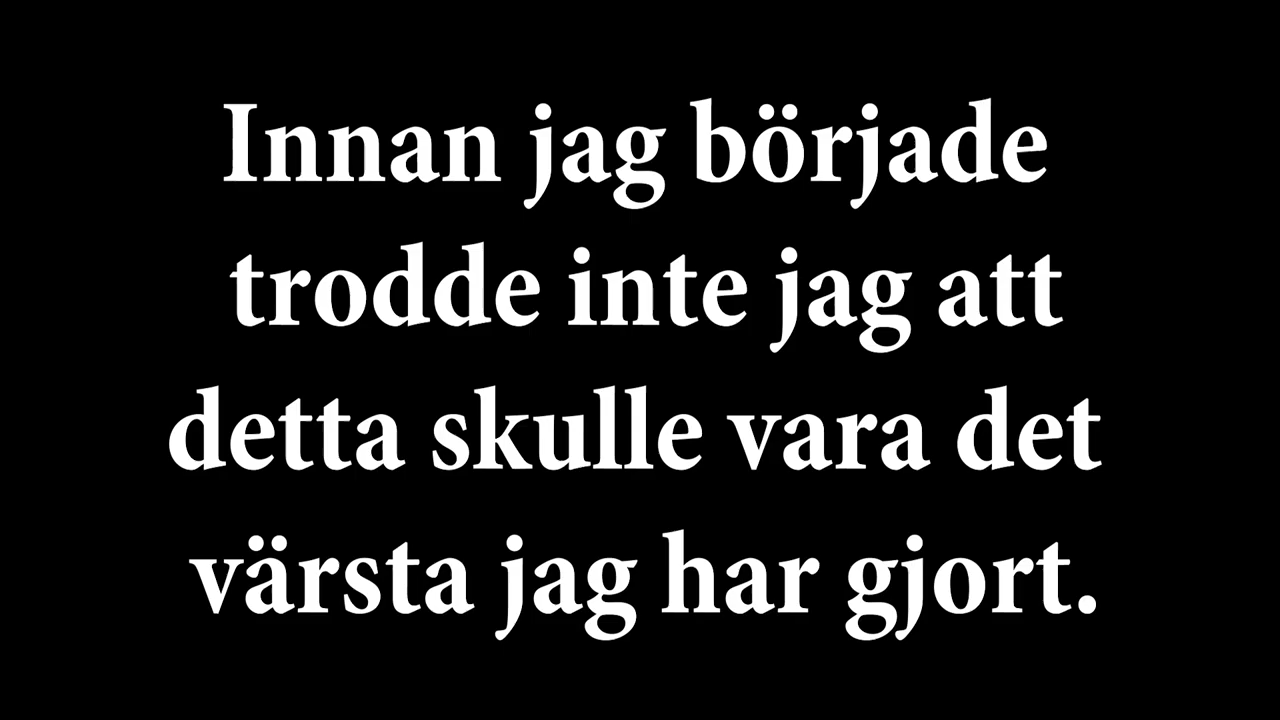 Innan jag började
trodde inte jag att
detta skulle vara det
värsta jag har gjort.